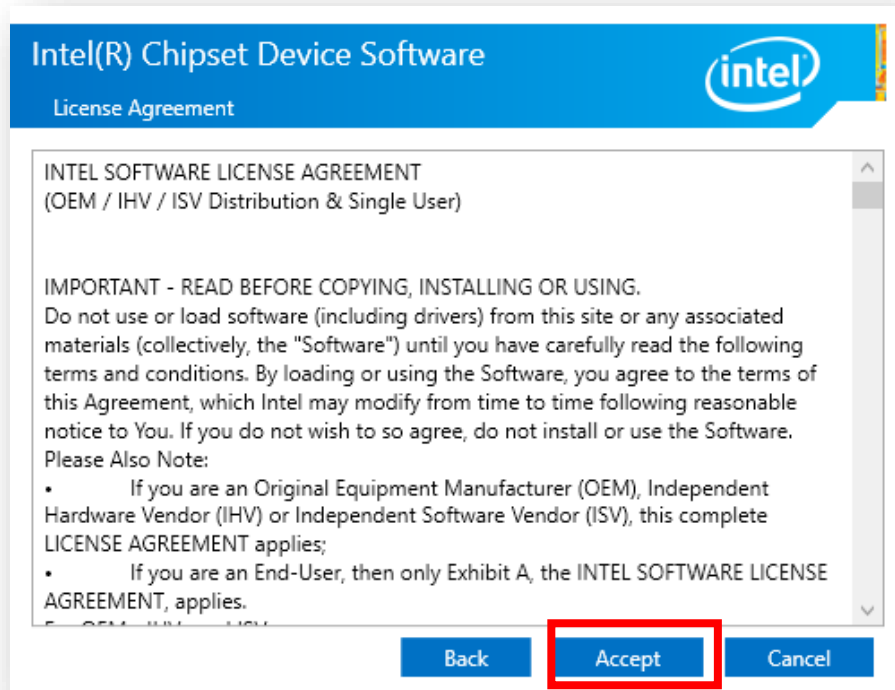 Intel(R) Chipset Device Software
intel
License Agreement
INTEL SOFTWARE LICENSE AGREEMENT
(OEM / IHV / ISV Distribution & Single User)
IMPORTANT - READ BEFORE COPYING, INSTALLING OR USING.
Do not use or load software (including drivers) from this site or any associated
materials (collectively, the "Software") until you have carefully read the following
terms and conditions. By loading or using the Software, you agree to the terms of
this Agreement, which Intel may modify from time to time following reasonable
notice to You. If you do not wish to so agree, do not install or use the Software.
Please Also Note:
• If you are an Original Equipment Manufacturer (OEM), Independent
Hardware Vendor (IHV) or Independent Software Vendor (ISV), this complete
LICENSE AGREEMENT applies;
• If you are an End-User, then only Exhibit A, the INTEL SOFTWARE LICENSE
AGREEMENT, applies.
Back
Accept
Cancel